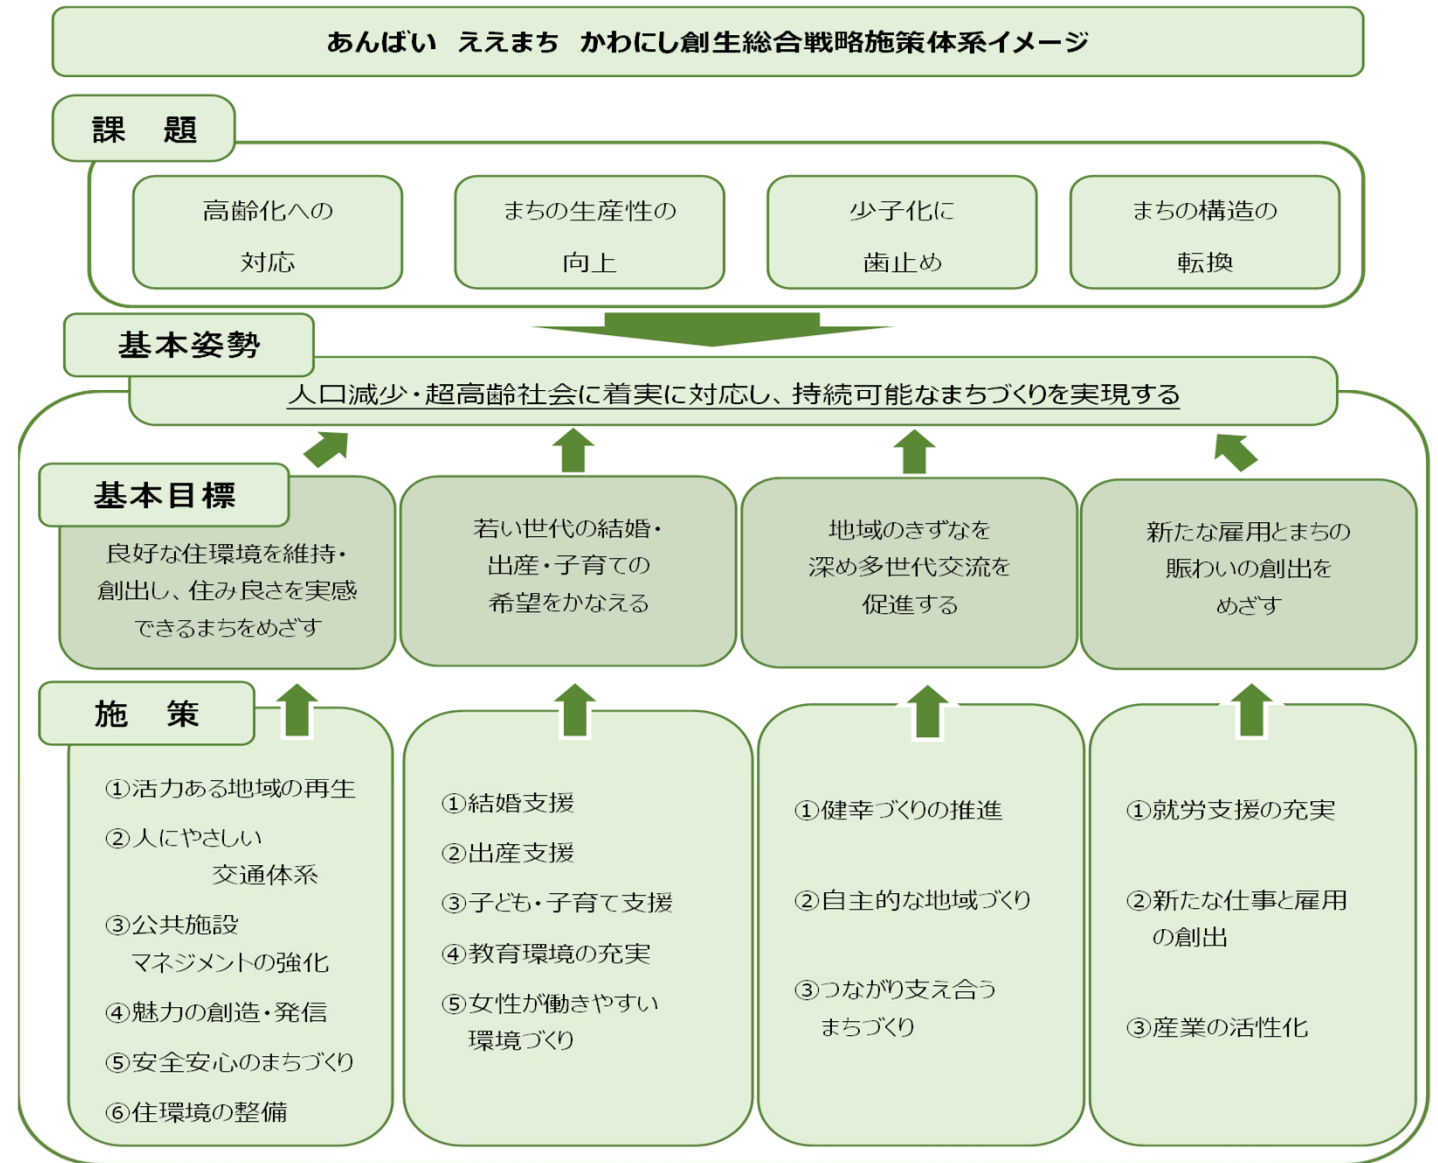 あんばい　ええまち　かわにし創生総合戦略施策体系イメージ
課　題
高齢化への
対応
まちの生産性の
向上
少子化に
歯止め
まちの構造の
転換
基本姿勢
人口減少・超高齢社会に着実に対応し、持続可能なまちづくりを実現する
基本目標
良好な住環境を維持・
創出し、住み良さを実感
できるまちをめざす
若い世代の結婚・
出産・子育ての
希望をかなえる
地域のきずなを
深め多世代交流を
促進する
新たな雇用とまちの
賑わいの創出を
めざす
施　策
①活力ある地域の再生
②人にやさしい
交通体系
③公共施設
マネジメントの強化
④魅力の創造・発信
⑤安全安心のまちづくり
⑥住環境の整備
①結婚支援
②出産支援
③子ども・子育て支援
④教育環境の充実
⑤女性が働きやすい
環境づくり
①健幸づくりの推進
②自主的な地域づくり
③つながり支え合う
まちづくり
①就労支援の充実
②新たな仕事と雇用
の創出
③産業の活性化